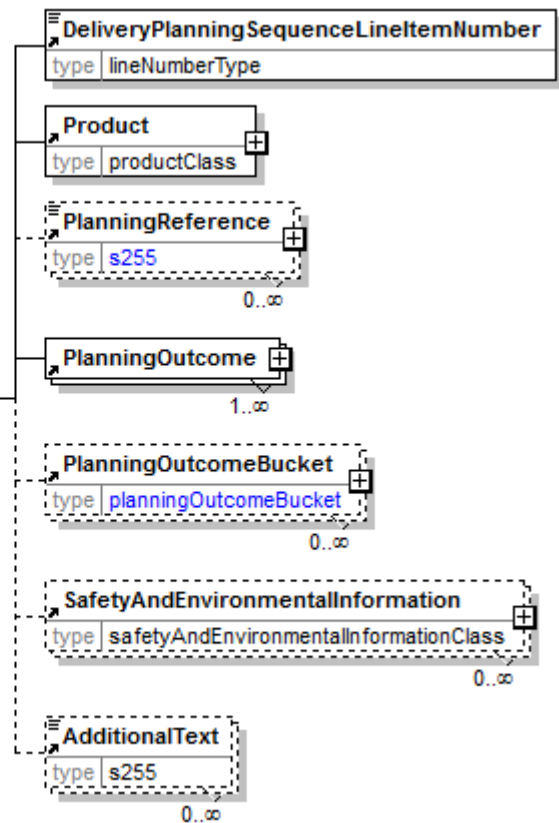 DeliveryPlanningSequenceLineItemNumber
type lineNumberType
Product
type productClass
PlanningReference
type s255
0..∞
PlanningOutcome
1..∞
PlanningOutcomeBucket
type planningOutcomeBucket
0..∞
SafetyAndEnvironmentalInformation
type safetyAndEnvironmentalInformationClass
0..∞
AdditionalText
type s255
0..∞